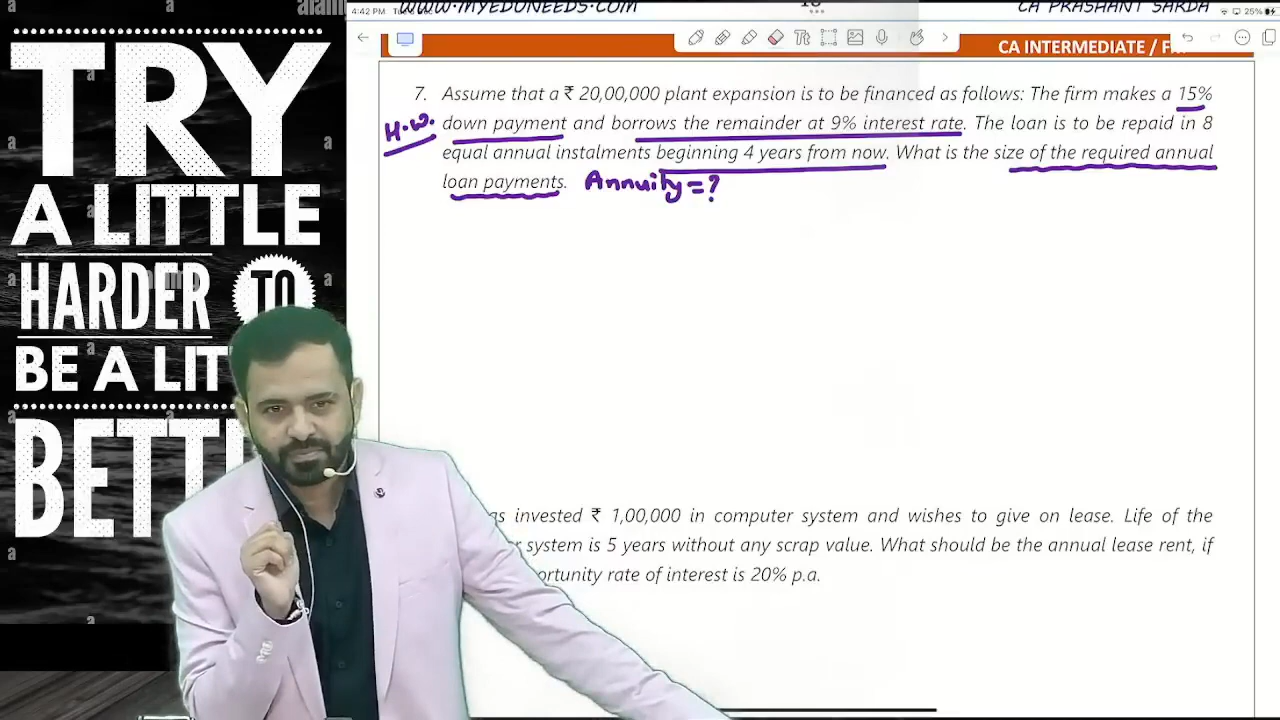 TRY
A LITTLE
HARDER TO
BE A LIT
BETT
4:42 PM
WWW.MYEDUNEEDS.COM
CA PRASHANT SARDA
25%
CA INTERMEDIATE /
7. Assume that a ₹ 20,00,000 plant expansion is to be financed as follows: The firm makes a 15%
H.W. down payment and borrows the remainder at 9% interest rate. The loan is to be repaid in 8
equal annual instalments beginning 4 years from now. What is the size of the required annual
loan payments. Annuity = ?
invested ₹ 1,00,000 in computer system and wishes to give on lease. Life of the
system is 5 years without any scrap value. What should be the annual lease rent, if
rate of interest is 20% p.a.